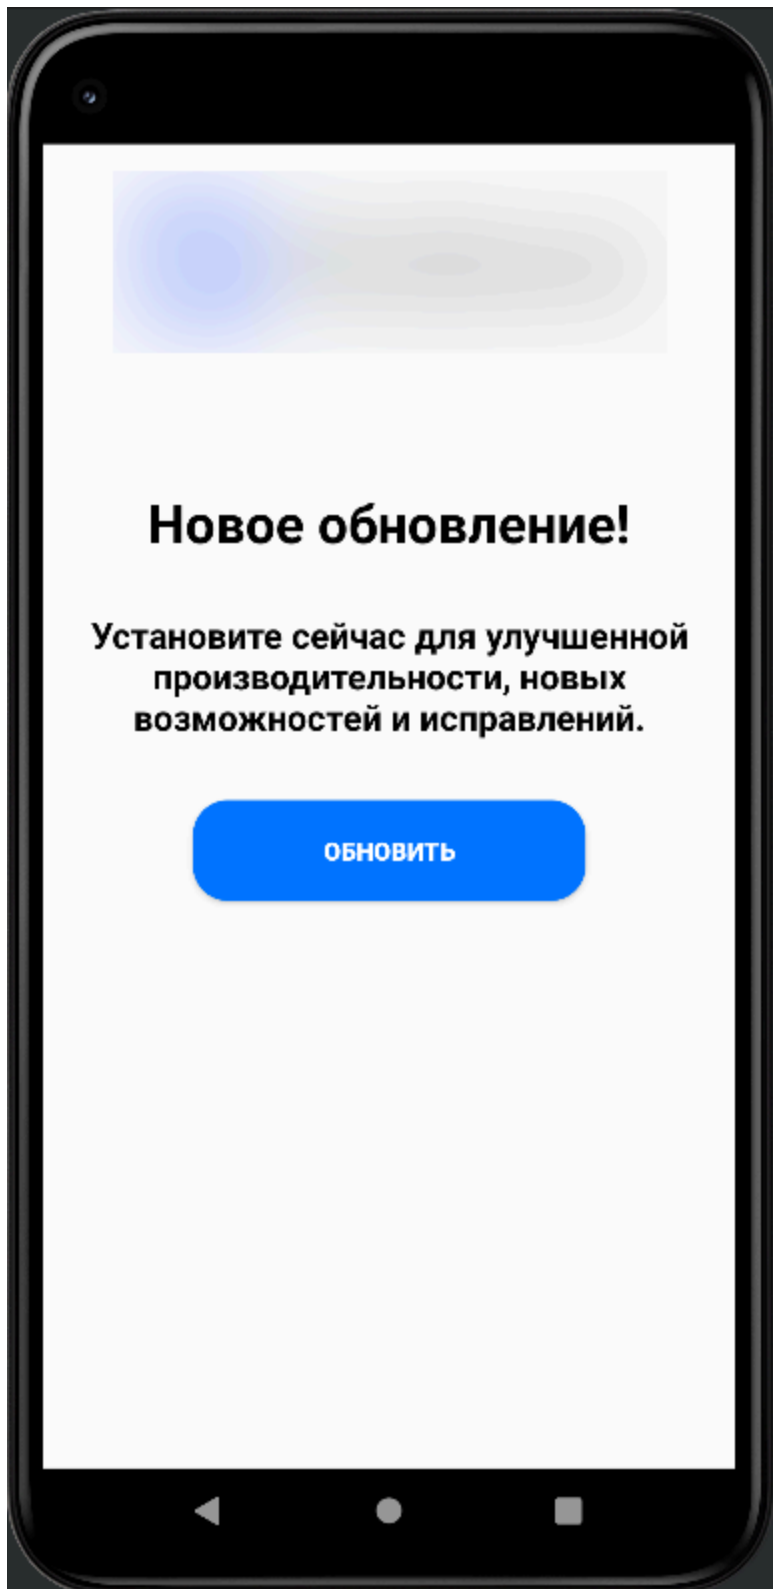 Новое обновление!
Установите сейчас для улучшенной
производительности, новых
возможностей и исправлений.
ОБНОВИТЬ